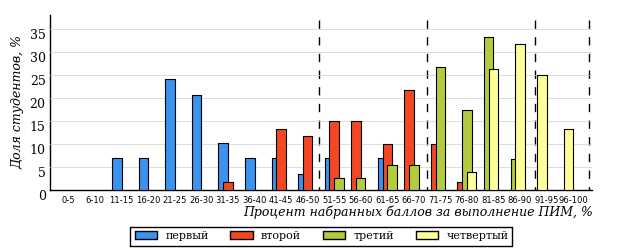 Доля студентов, %
35
30
25
20
15
10
5
0
0-5 6-10 11-15 16-20 21-25 26-30 31-35 36-40 41-45 46-50 51-55 56-60 61-65 66-70 71-75 76-80 81-85 86-90 91-95 96-100
Процент набранных баллов за выполнение ПИМ, %
первый второй третий четвертый